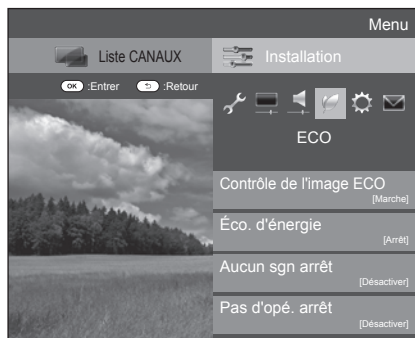 Menu
Liste CANAUX
Installation
OK :Entrer :Retour
ECO
Contrôle de l'image ECO
[Marche]
Éco. d'énergie
[Arrêt]
Aucun sgn arrêt
[Désactiver]
Pas d'opé. arrêt
[Désactiver]